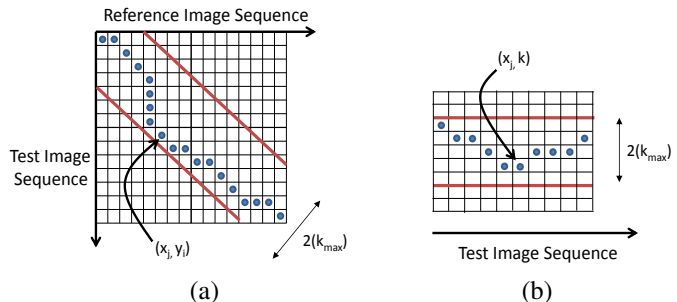 Reference Image Sequence
Test Image
Sequence
(x_j, y_i)
2(k_max)
(a)
(x_j, k)
2(k_max)
Test Image Sequence
(b)